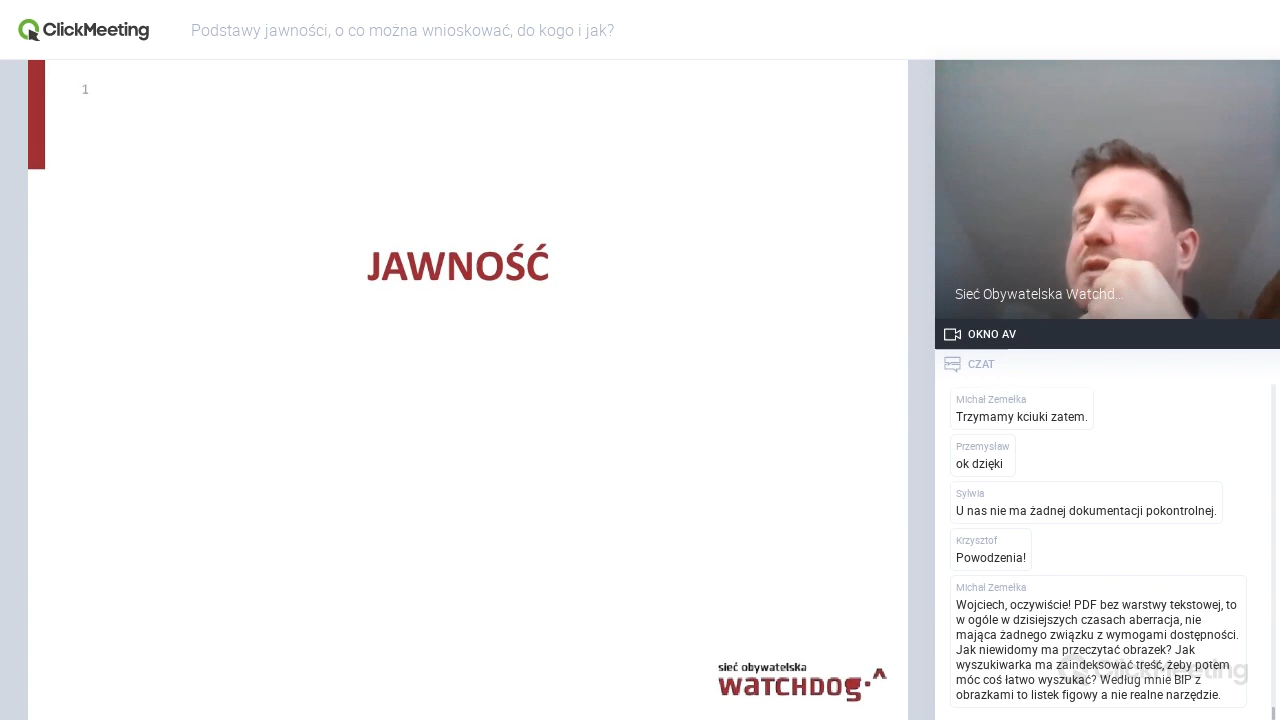 ClickMeeting
Podstawy jawności, o co można wnioskować, do kogo i jak?
1
JAWNOŚĆ
sieć obywatelska
WATCHDOG
Sieć Obywatelska Watchd...
OKNO AV
CZAT
Michał Zemełka
Trzymamy kciuki zatem.
Przemysław
ok dzięki
Sylwia
U nas nie ma żadnej dokumentacji pokontrolnej.
Krzysztof
Powodzenia!
Michał Zemełka
Wojciech, oczywiście! PDF bez warstwy tekstowej, to
w ogóle w dzisiejszych czasach aberracja, nie
mająca żadnego związku z wymogami dostępności.
Jak niewidomy ma przeczytać obrazek? Jak
wyszukiwarka ma zaindeksować treść, żeby potem
móc coś łatwo wyszukać? Według mnie BIP z
obrazkami to listek figowy a nie realne narzędzie.
ClickMeeting